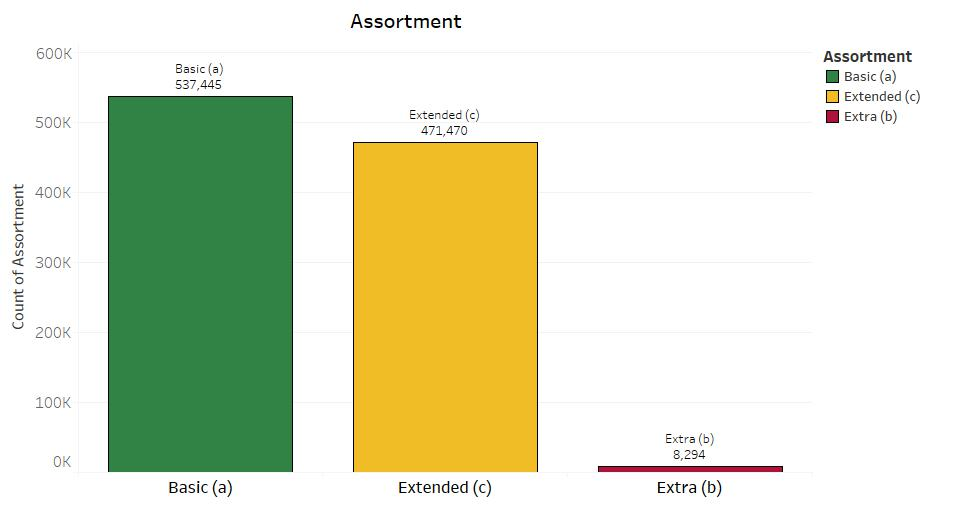 Assortment
600K
500K
400K
300K
200K
100K
0K
Count of Assortment
Basic (a)
537,445
Extended (c)
471,470
Extra (b)
8,294
Basic (a)
Extended (c)
Extra (b)
Assortment
Basic (a)
Extended (c)
Extra (b)